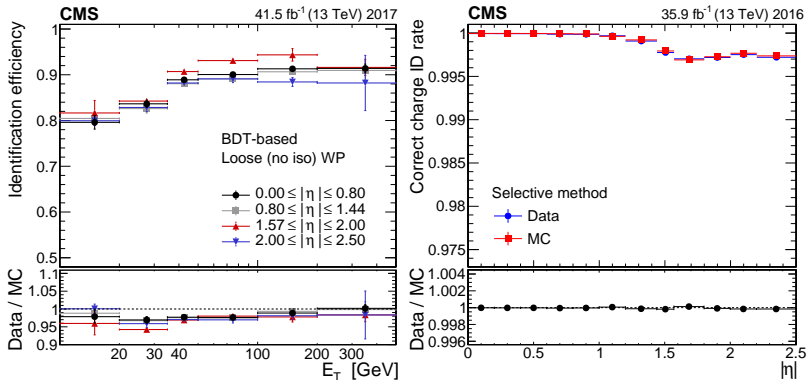 CMS 41.5 fb⁻¹ (13 TeV) 2017
Identification efficiency
1
0.9
0.8
0.7
0.6
0.5
BDT-based
Loose (no iso) WP
0.00 ≤ |η| ≤ 0.80
0.80 ≤ |η| ≤ 1.44
1.57 ≤ |η| ≤ 2.00
2.00 ≤ |η| ≤ 2.50
Data / MC
1.1
1.05
1
0.95
0.9
20 30 40 100 200 300
E_T [GeV]
CMS 35.9 fb⁻¹ (13 TeV) 2016
Correct charge ID rate
1
0.995
0.99
0.985
0.98
0.975
Selective method
Data
MC
Data / MC
1.004
1.002
1
0.998
0.996
0 0.5 1 1.5 2 2.5
|η|